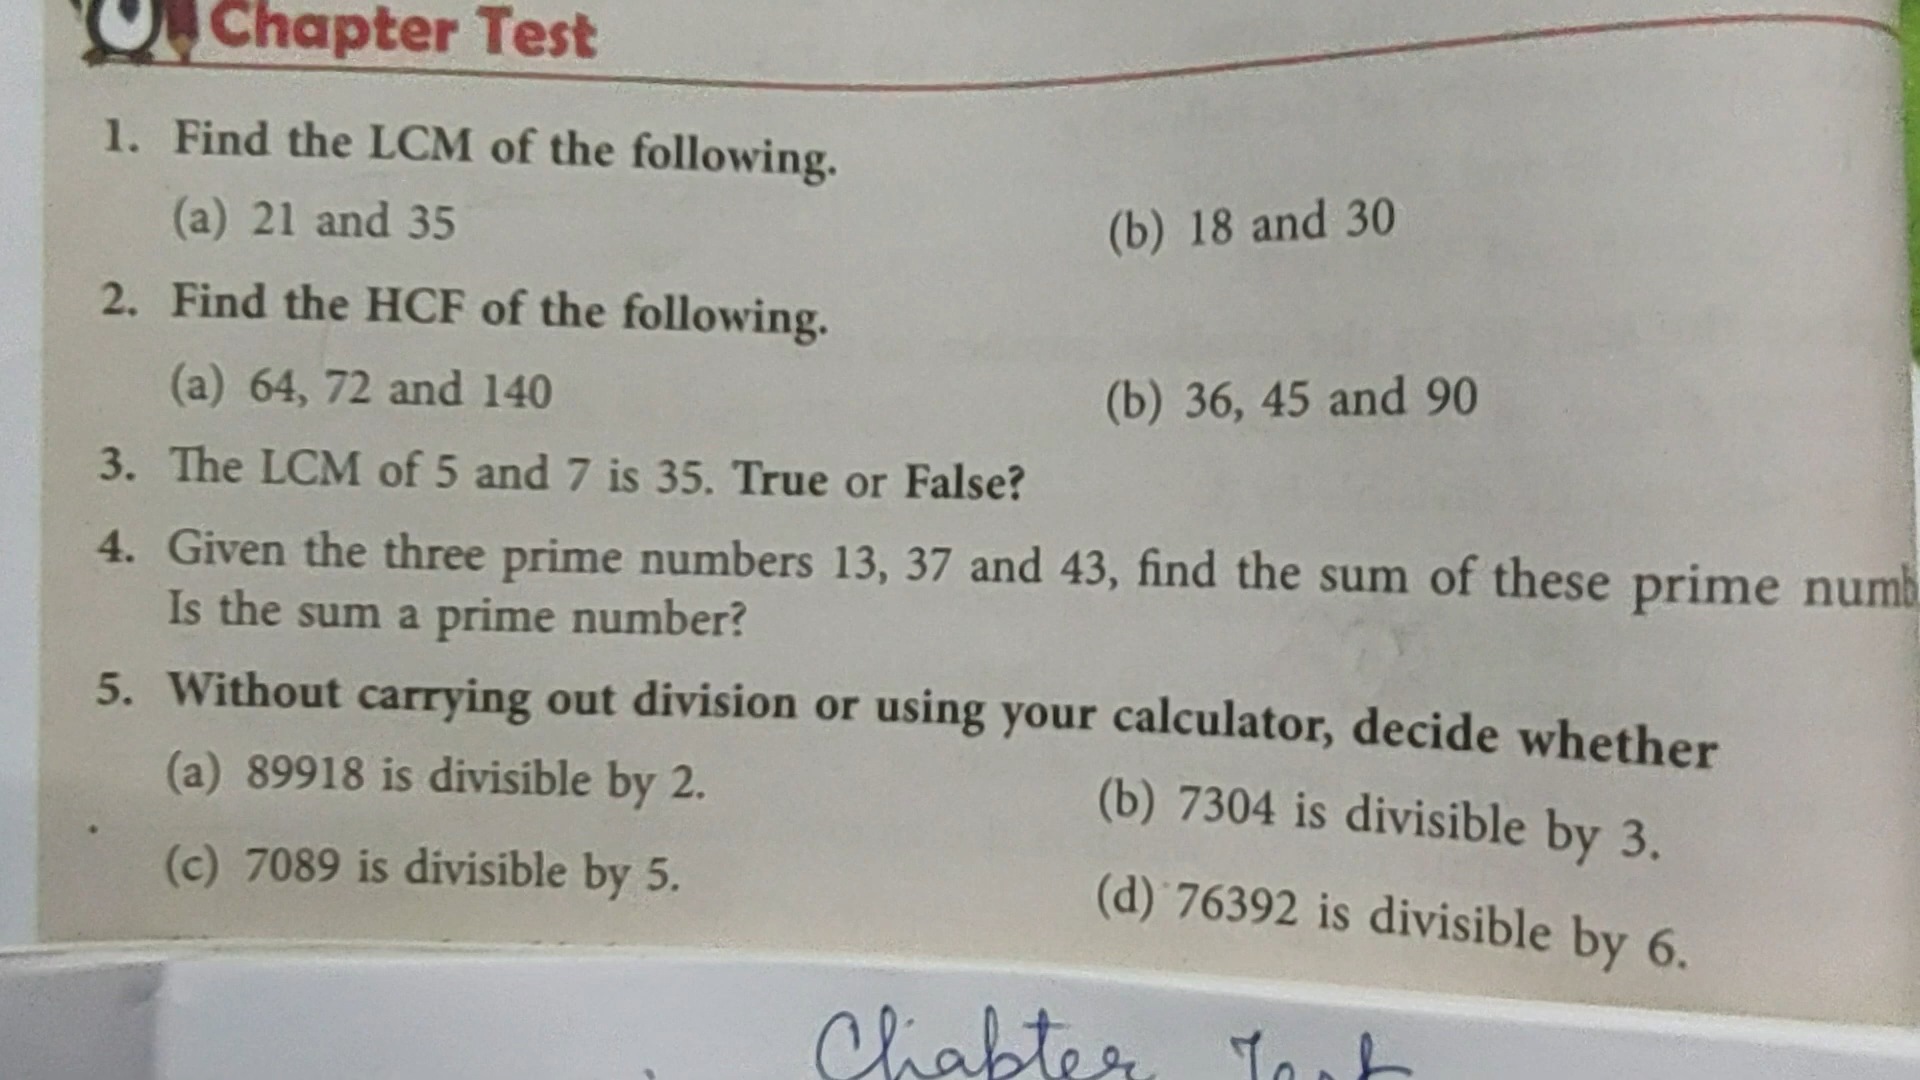 Chapter Test
1. Find the LCM of the following.
(a) 21 and 35 (b) 18 and 30
2. Find the HCF of the following.
(a) 64, 72 and 140 (b) 36, 45 and 90
3. The LCM of 5 and 7 is 35. True or False?
4. Given the three prime numbers 13, 37 and 43, find the sum of these prime numb
Is the sum a prime number?
5. Without carrying out division or using your calculator, decide whether
(a) 89918 is divisible by 2. (b) 7304 is divisible by 3.
(c) 7089 is divisible by 5. (d) 76392 is divisible by 6.
Chapter Test